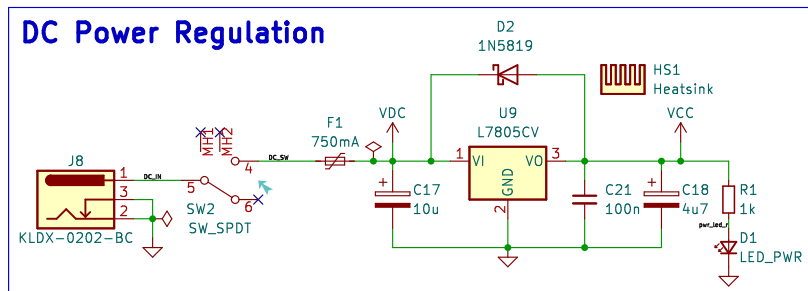 DC Power Regulation
D2
1N5819
HS1
Heatsink
VDC
U9
L7805CV
VCC
F1
750mA
MH1
MH2
4
DC_SW
1
VI
VO
3
GND
2
J8
1
DC_IN
5
3
2
6
SW2
SW_SPDT
KLDX-0202-BC
+
C17
10u
C21
100n
+
C18
4u7
R1
1k
pwr_led_r
D1
LED_PWR